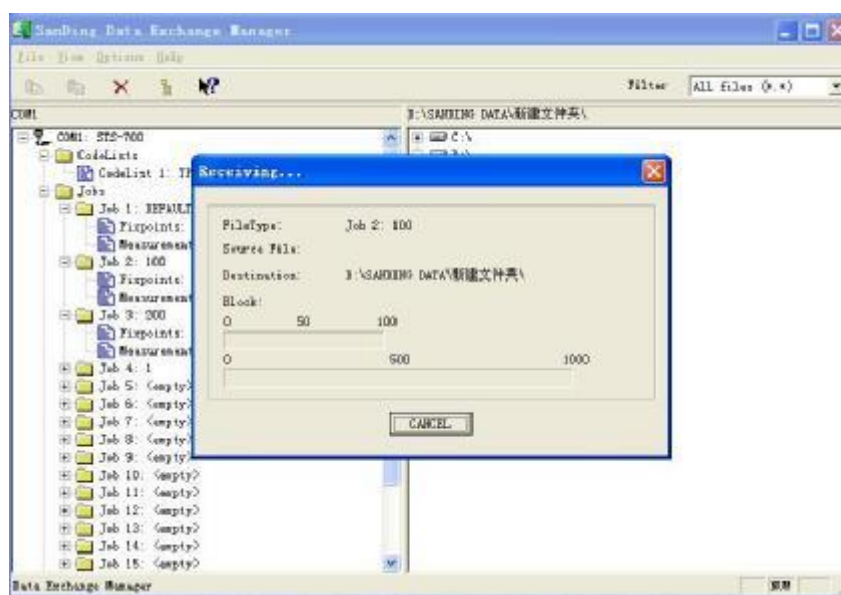 SanDing Data Exchange Manager
File View Options Help
Filter All files (*.*)
COM1
COM1: STS-700
CodeLists
CodeList 1:
Jobs
Job 1: DEFAULT
Fixpoints:
Measurement
Job 2: 100
Fixpoints:
Measurement
Job 3: 200
Fixpoints:
Measurement
Job 4: 1
Job 5: <empty>
Job 6: <empty>
Job 7: <empty>
Job 8: <empty>
Job 9: <empty>
Job 10: <empty>
Job 11: <empty>
Job 12: <empty>
Job 13: <empty>
Job 14: <empty>
Job 15: <empty>
DATA\新建文件夹\
C:\
Receiving...
FileType: Job 2: 100
Source File:
Destination: DATA\新建文件夹\
Block:
0 50 100
0 500 1000
CANCEL
Data Exchange Manager